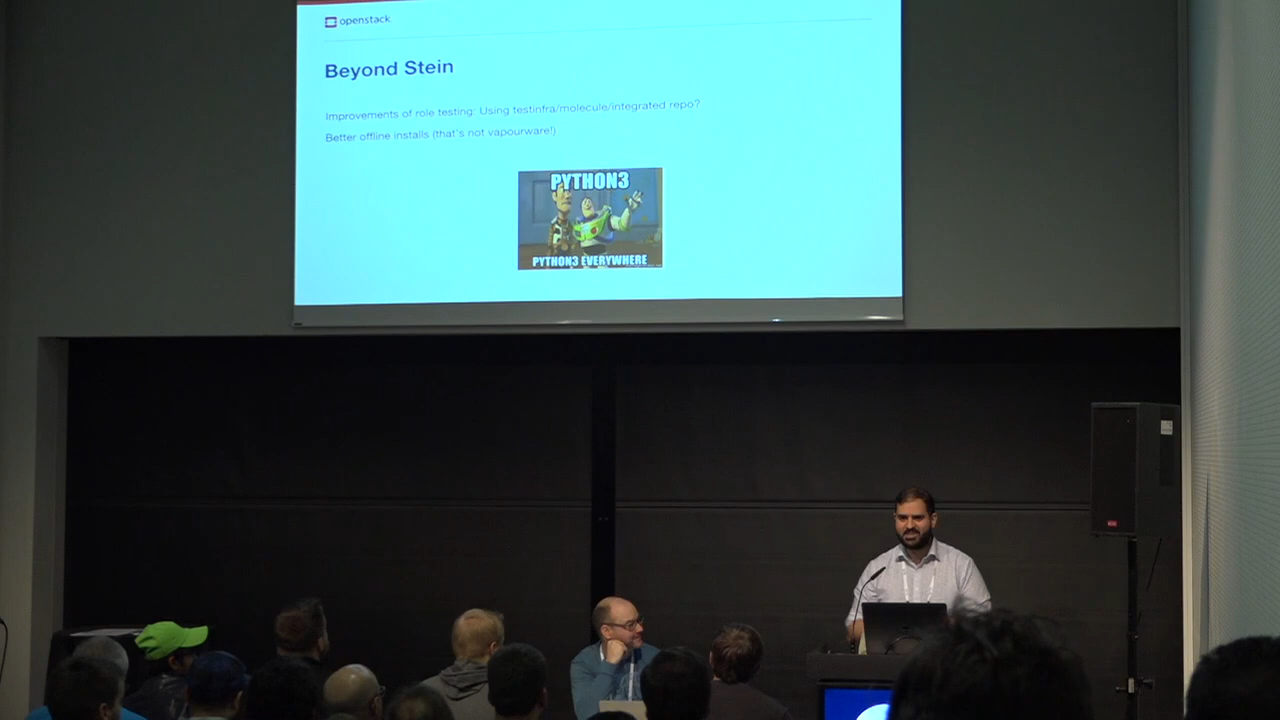 openstack.
Beyond Stein
Improvements of role testing: Using testinfra/molecule/integrated repo?
Better offline installs (that's not vapourware!)
PYTHON3
PYTHON3 EVERYWHERE